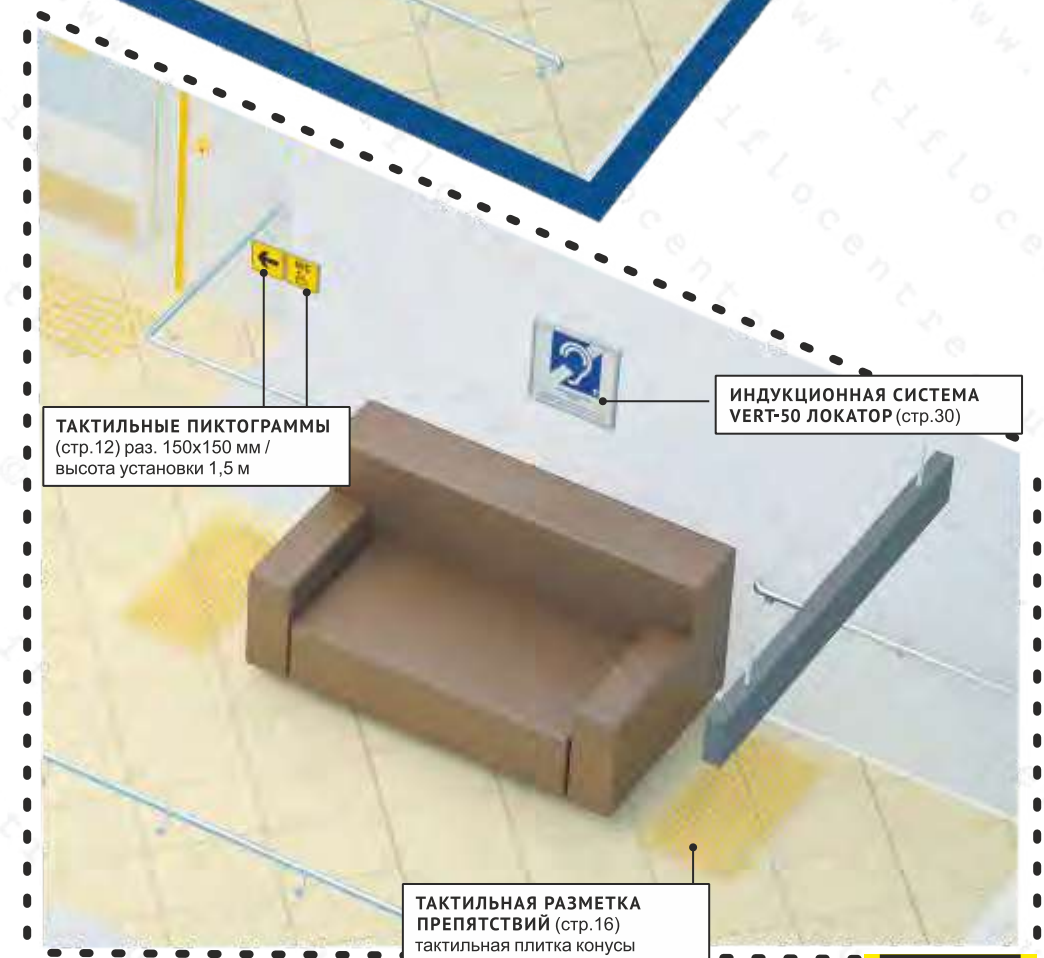 ИНДУКЦИОННАЯ СИСТЕМА
VERT-50 ЛОКАТОР (стр.30)
ТАКТИЛЬНЫЕ ПИКТОГРАММЫ
(стр.12) раз. 150х150 мм /
высота установки 1,5 м
ТАКТИЛЬНАЯ РАЗМЕТКА
ПРЕПЯТСТВИЙ (стр.16)
тактильная плитка конусы